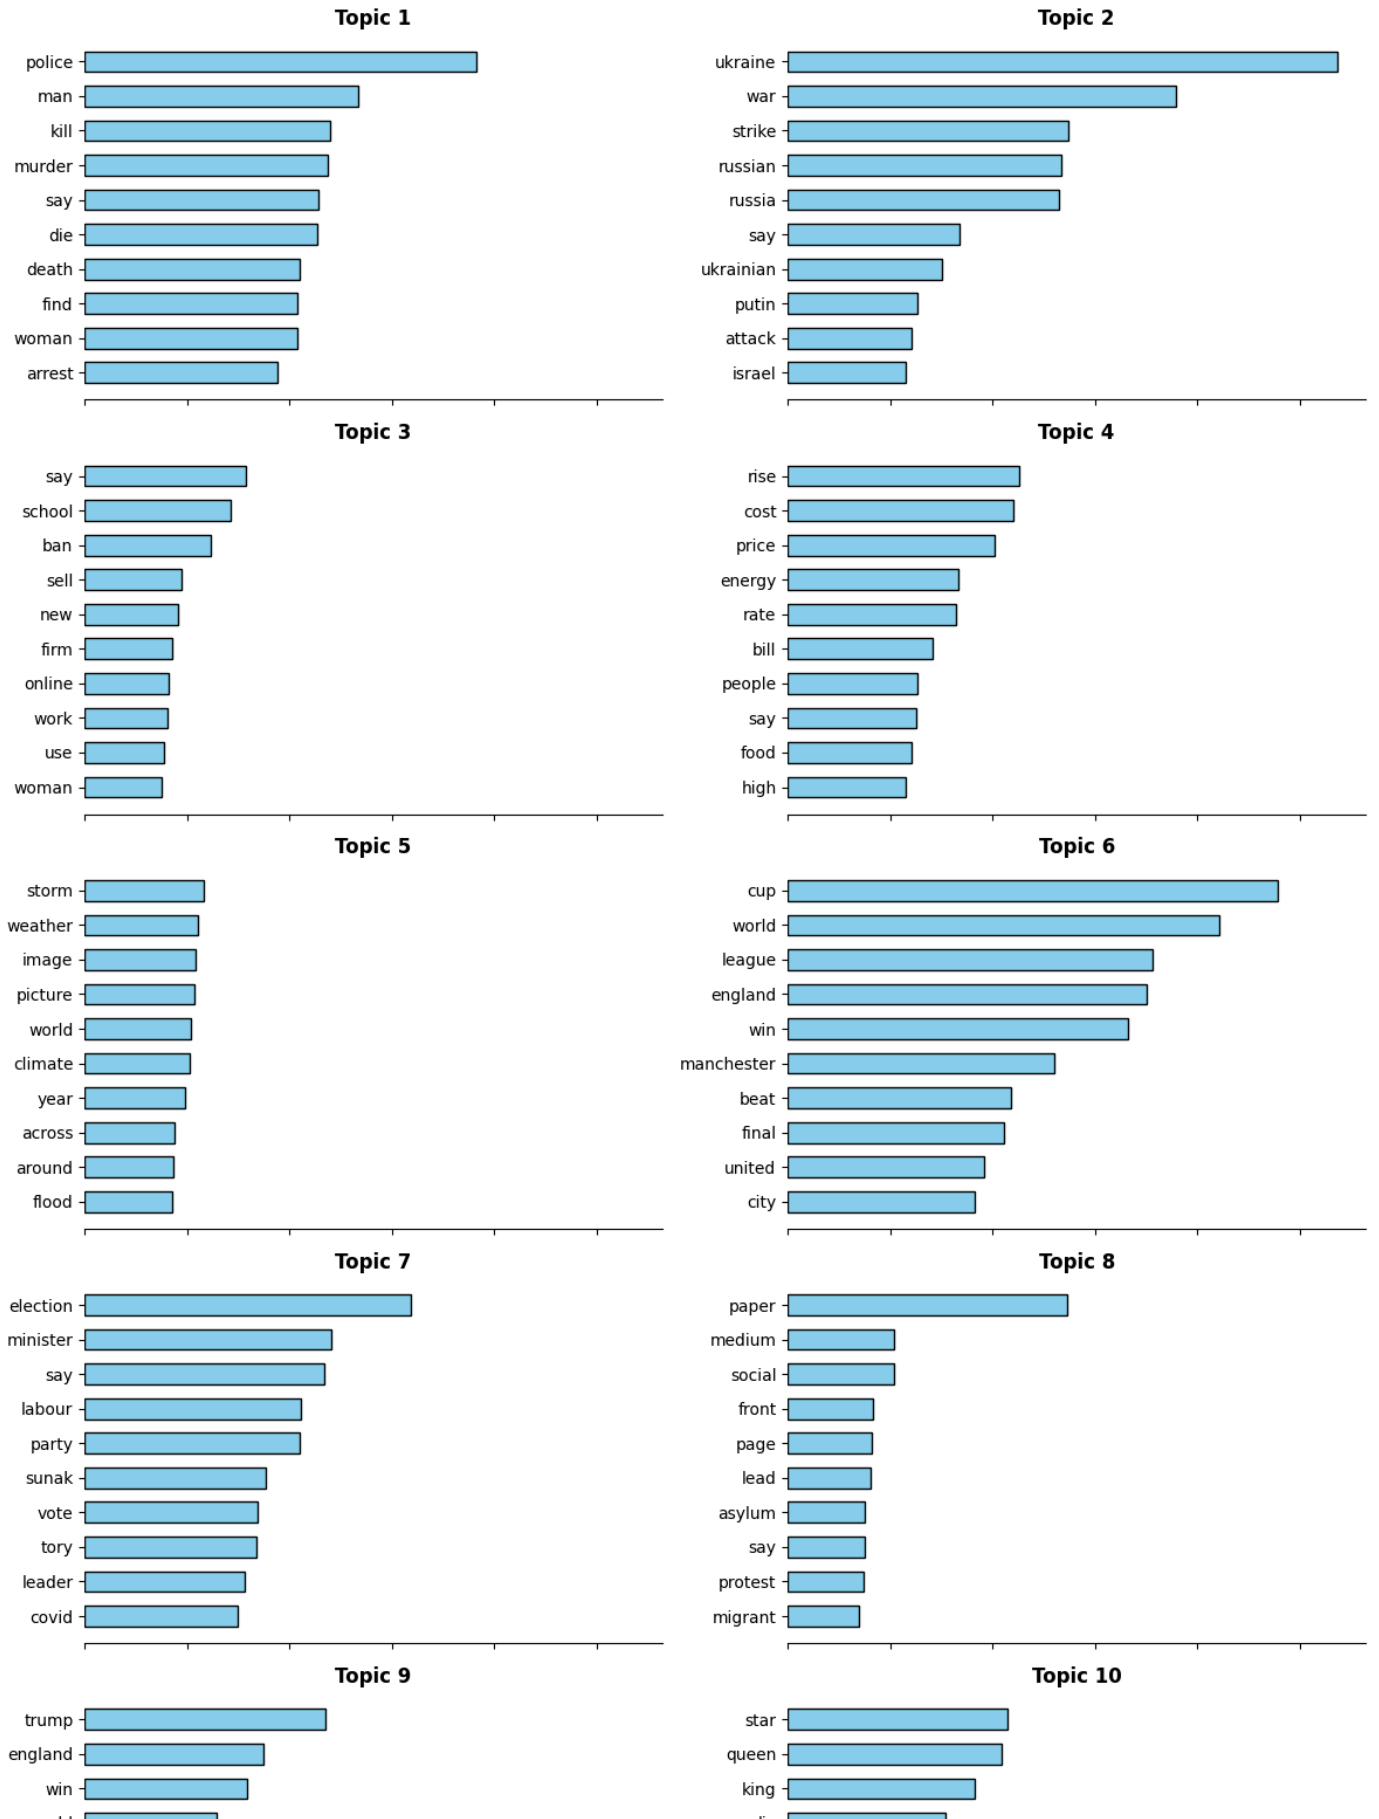 Topic 1
police
man
kill
murder
say
die
death
find
woman
arrest
Topic 2
ukraine
war
strike
russian
russia
say
ukrainian
putin
attack
israel
Topic 3
say
school
ban
sell
new
firm
online
work
use
woman
Topic 4
rise
cost
price
energy
rate
bill
people
say
food
high
Topic 5
storm
weather
image
picture
world
climate
year
across
around
flood
Topic 6
cup
world
league
england
win
manchester
beat
final
united
city
Topic 7
election
minister
say
labour
party
sunak
vote
tory
leader
covid
Topic 8
paper
medium
social
front
page
lead
asylum
say
protest
migrant
Topic 9
trump
england
win
Topic 10
star
queen
king